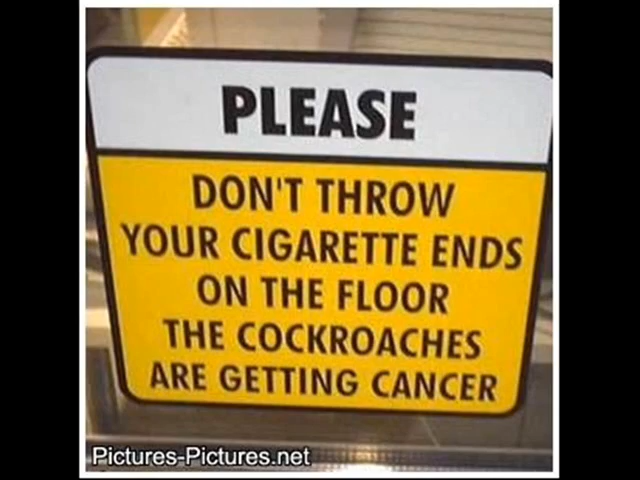 PLEASE
DON'T THROW
YOUR CIGARETTE ENDS
ON THE FLOOR
THE COCKROACHES
ARE GETTING CANCER
Pictures-Pictures.net